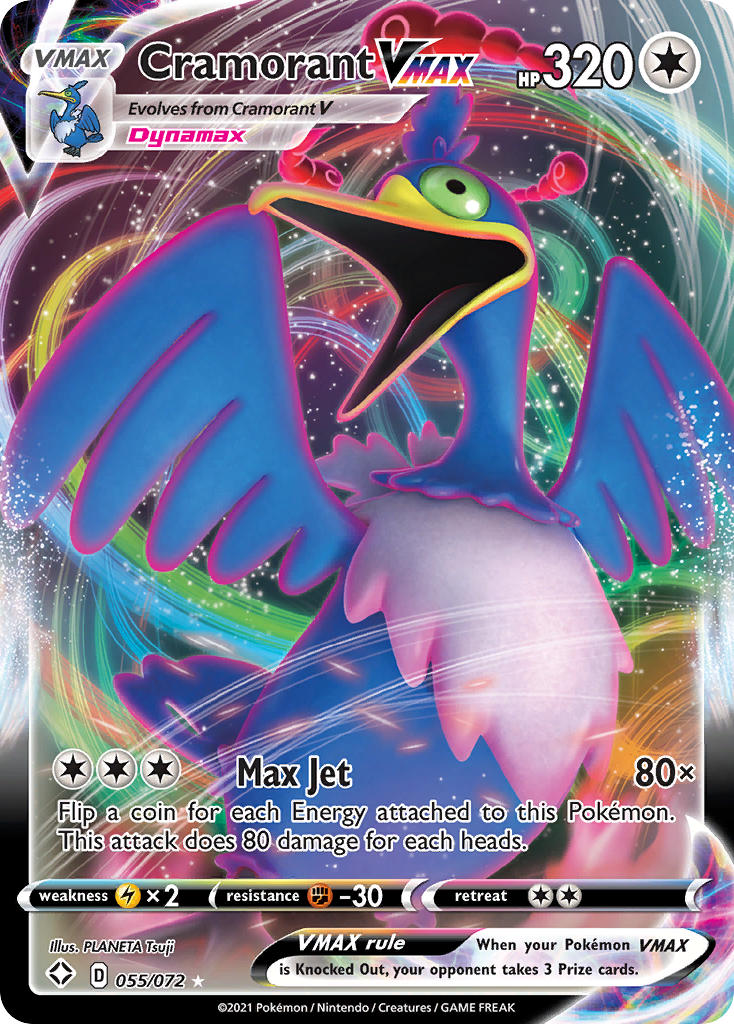 VMAX
Cramorant VMAX
HP 320
Evolves from Cramorant V
Dynamax
Max Jet 80×
Flip a coin for each Energy attached to this Pokémon.
This attack does 80 damage for each heads.
weakness ×2 resistance -30 retreat
Illus. PLANETA Tsuji
VMAX rule When your Pokémon VMAX
is Knocked Out, your opponent takes 3 Prize cards.
D 055/072
©2021 Pokémon / Nintendo / Creatures / GAME FREAK